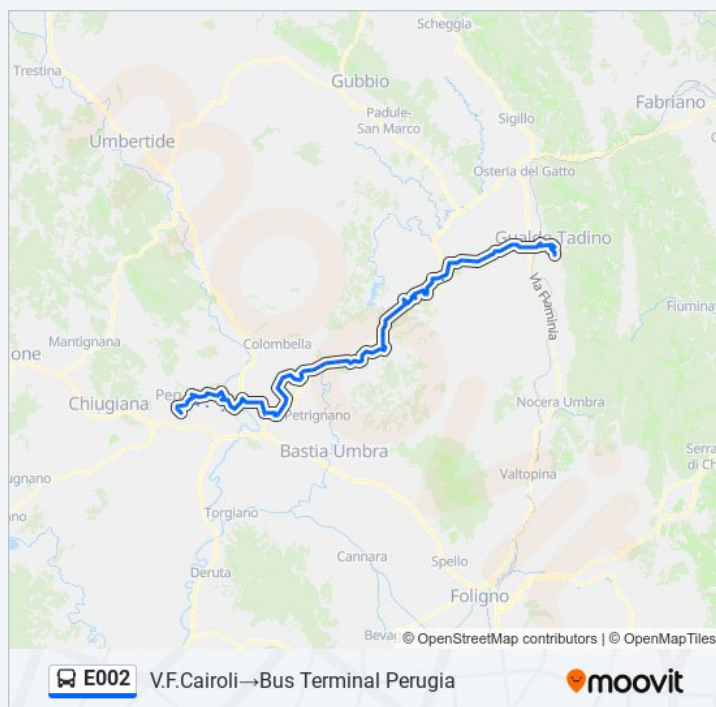 Scheggia
Trestina
Gubbio
Fabriano
Padule-
San Marco
Sigillo
Umbertide
Osteria del Gatto
Gualdo Tadino
Via Flaminia
Mantignana
Colombella
Chiugiana
Petrignano
Nocera Umbra
Bastia Umbra
Valtopina
Torgiano
Cannara
Spello
Deruta
Foligno
© OpenStreetMap contributors | © OpenMapTiles
E002
V.F.Cairoli→Bus Terminal Perugia
moovit